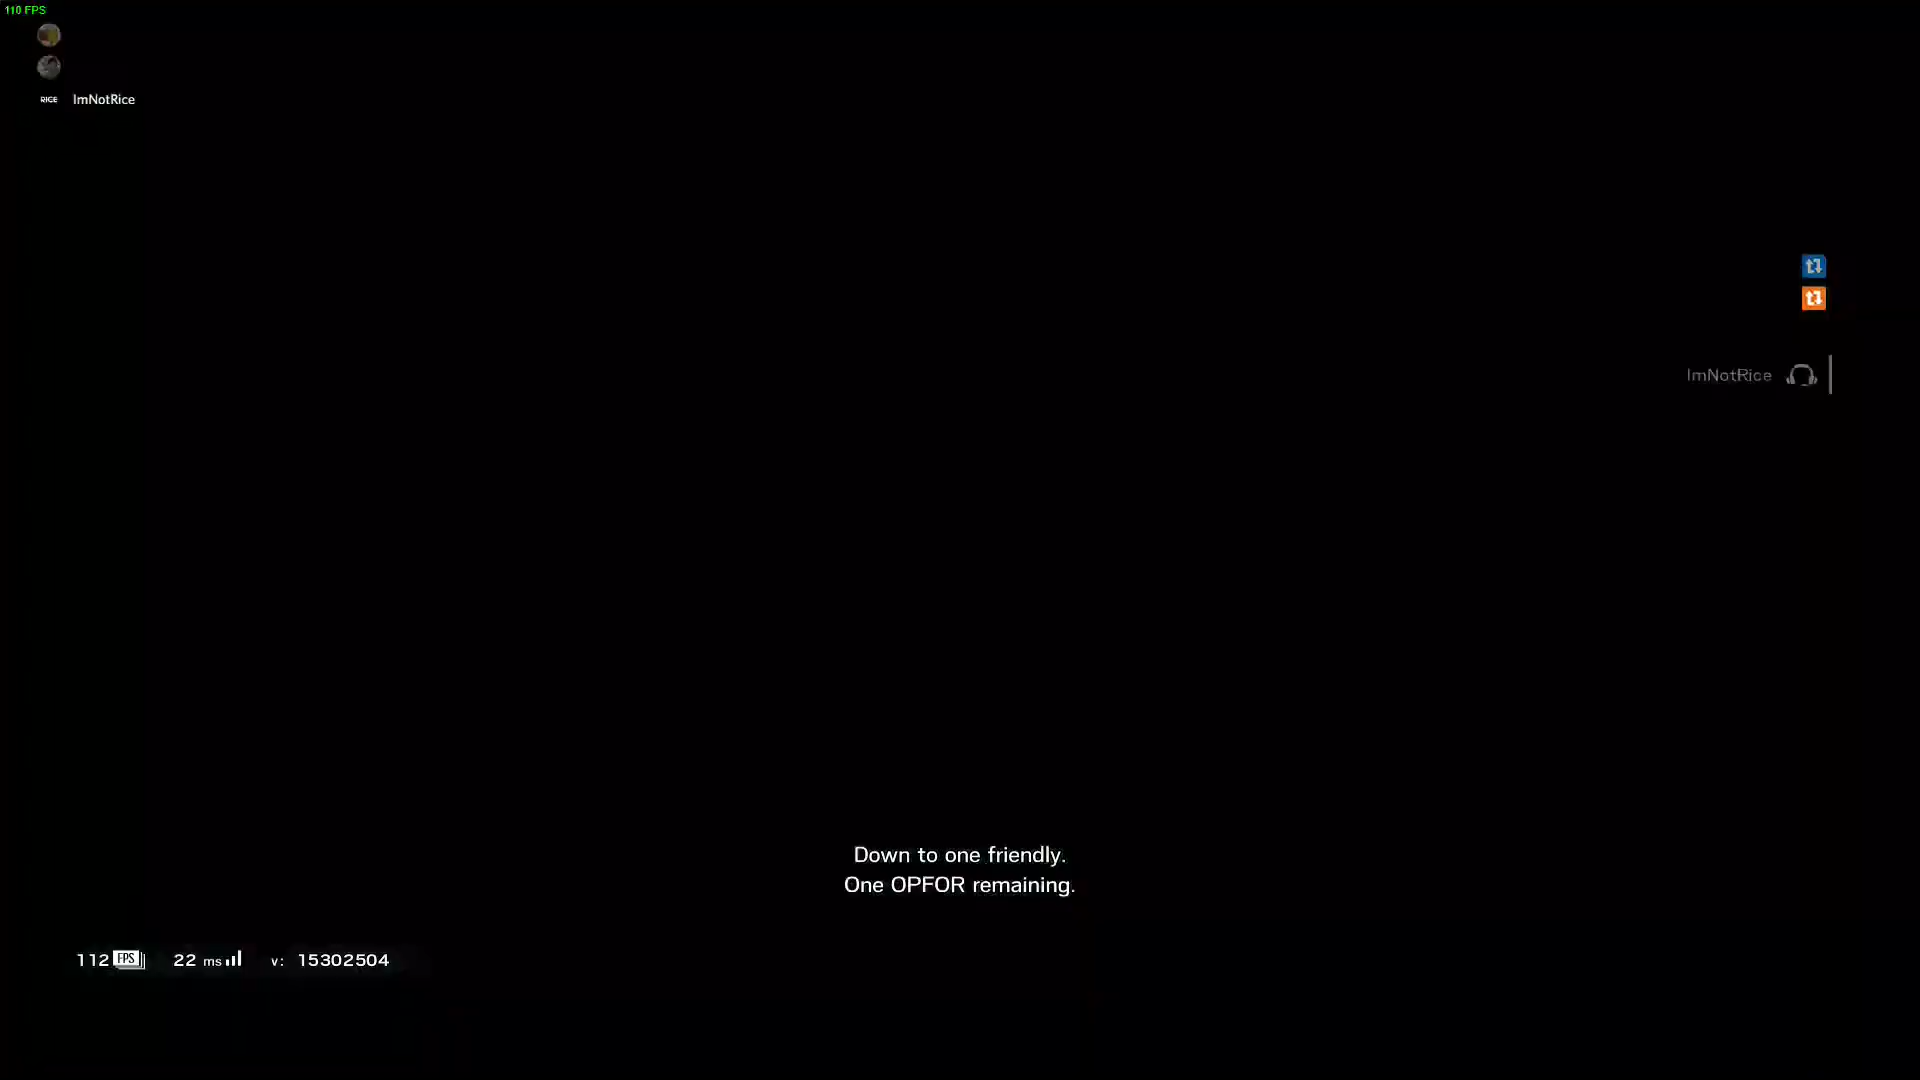 110 FPS
RICE ImNotRice
ImNotRice
Down to one friendly.
One OPFOR remaining.
112 FPS 22 ms v: 15302504